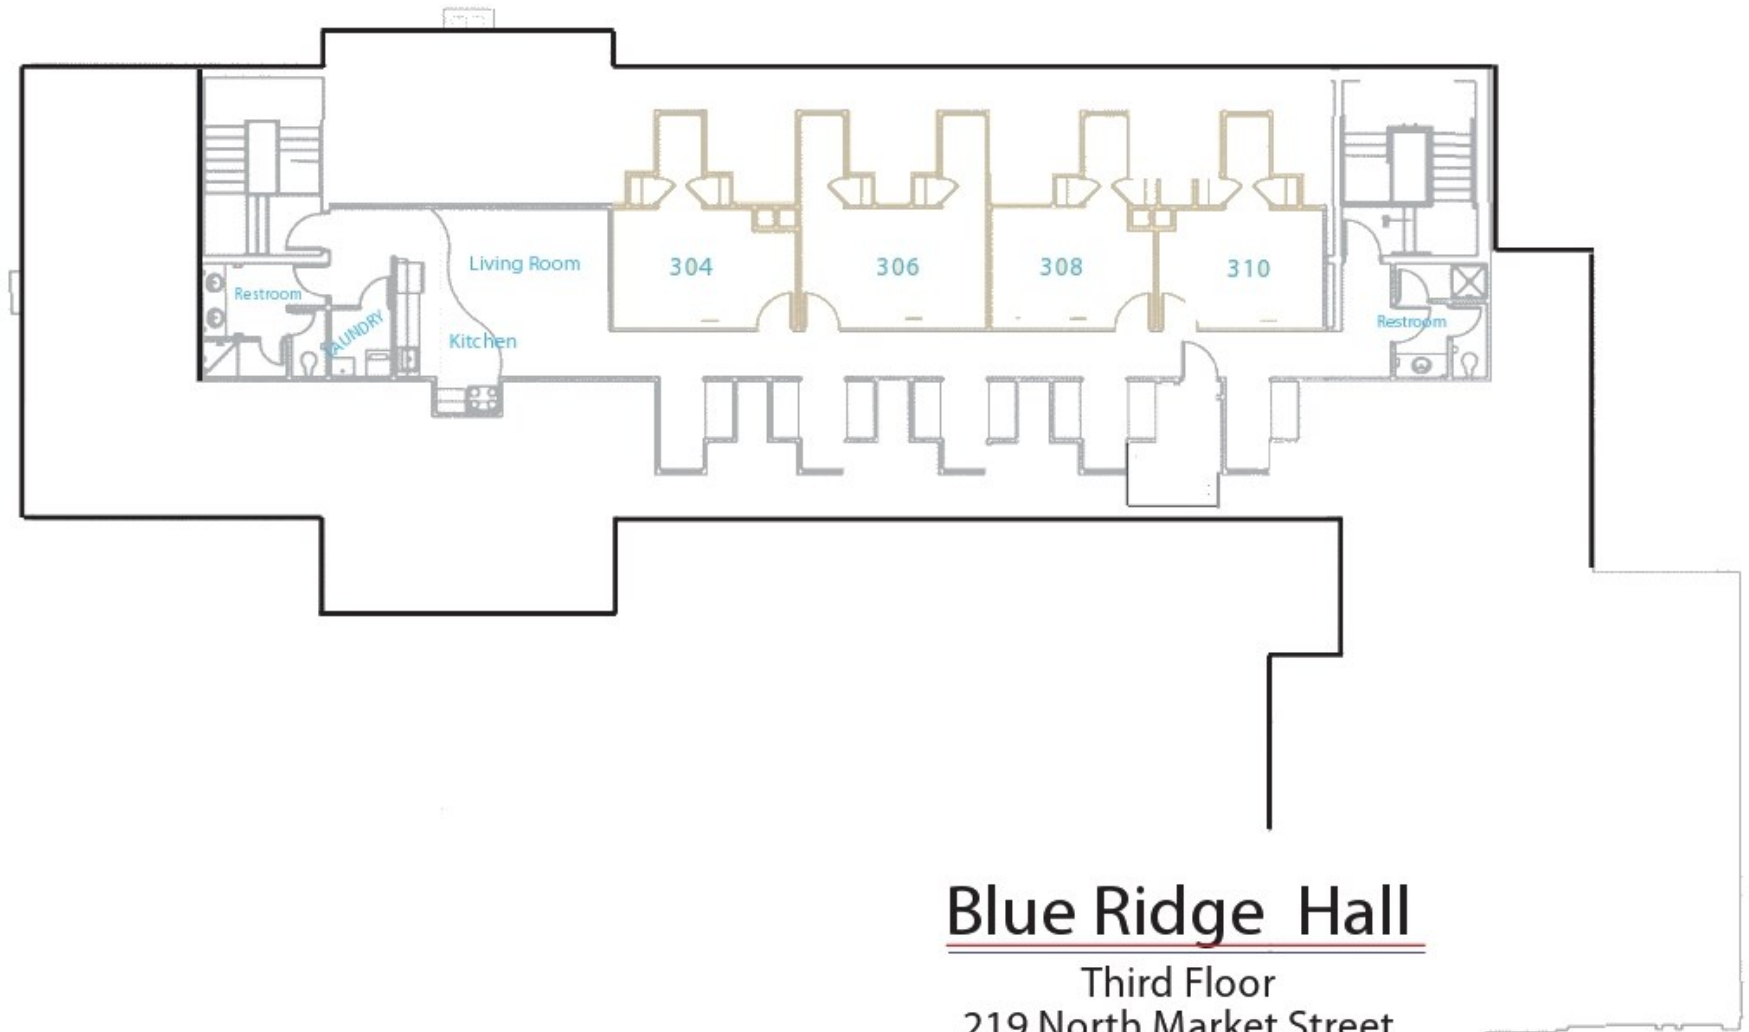 304
306
308
310
Living Room
Restroom
LAUNDRY
Kitchen
Restroom
Blue Ridge Hall
Third Floor
219 North Market Street